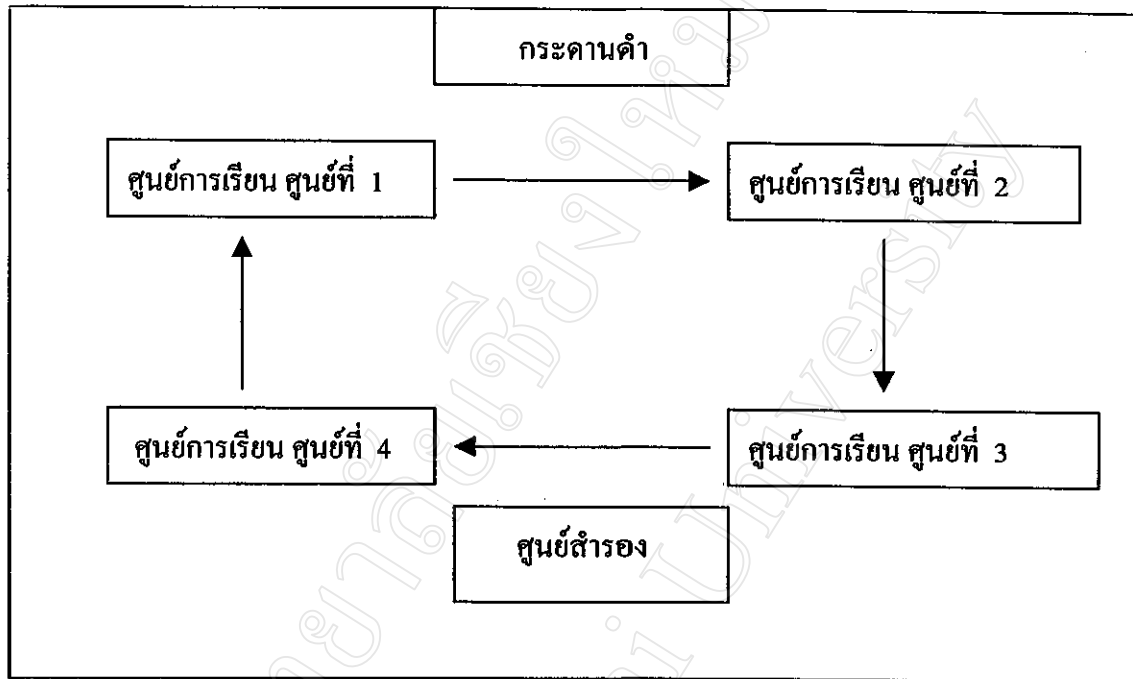 กระดานดำ
ศูนย์การเรียน ศูนย์ที่ 1
ศูนย์การเรียน ศูนย์ที่ 2
ศูนย์การเรียน ศูนย์ที่ 4
ศูนย์การเรียน ศูนย์ที่ 3
ศูนย์สำรอง